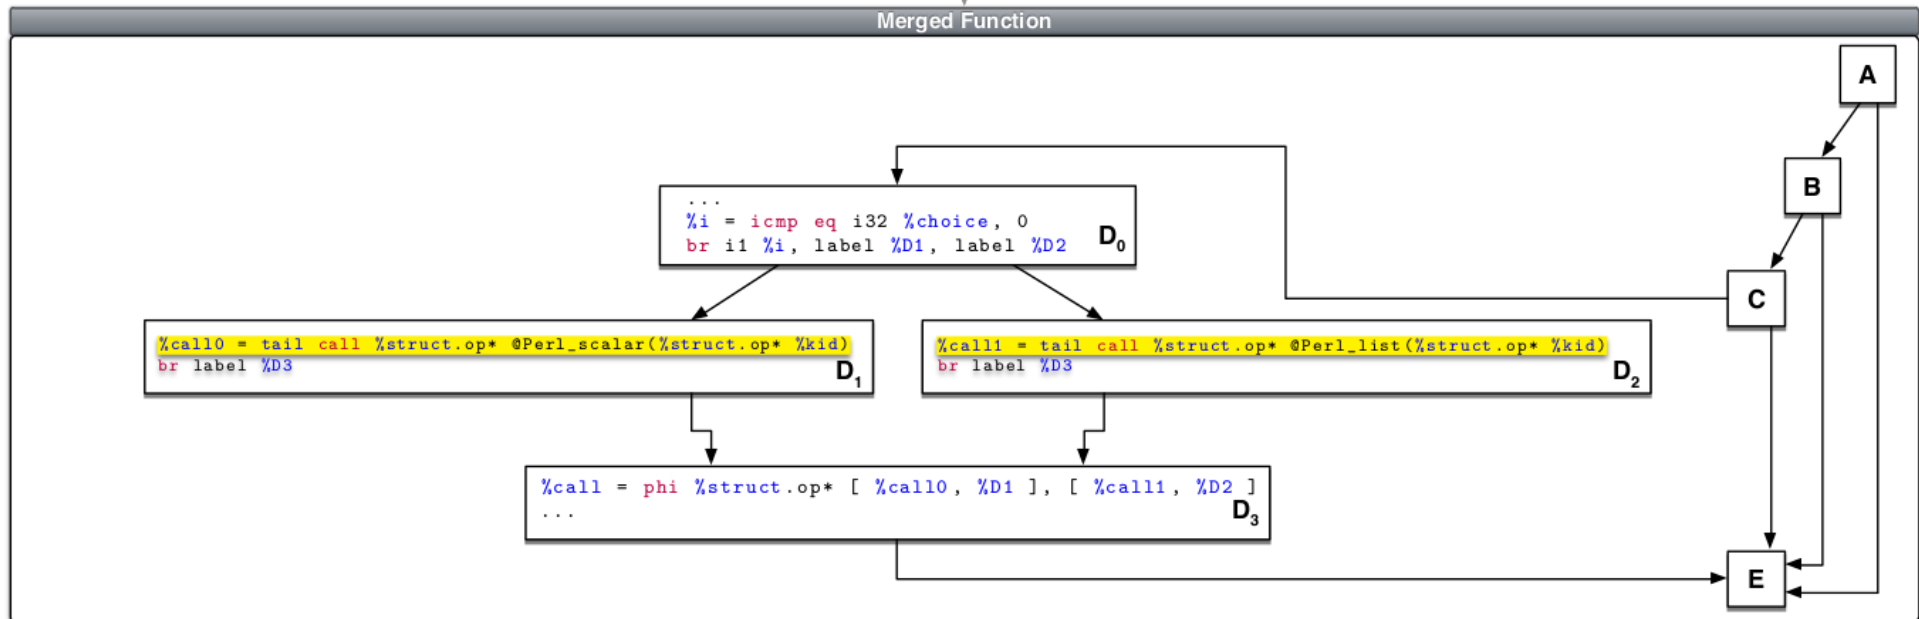 Merged Function
A
B
...
%i = icmp eq i32 %choice, 0
br i1 %i, label %D1, label %D2
D0
C
%call0 = tail call %struct.op* @Perl_scalar(%struct.op* %kid)
br label %D3
D1
%call1 = tail call %struct.op* @Perl_list(%struct.op* %kid)
br label %D3
D2
%call = phi %struct.op* [ %call0, %D1 ], [ %call1, %D2 ]
...
D3
E